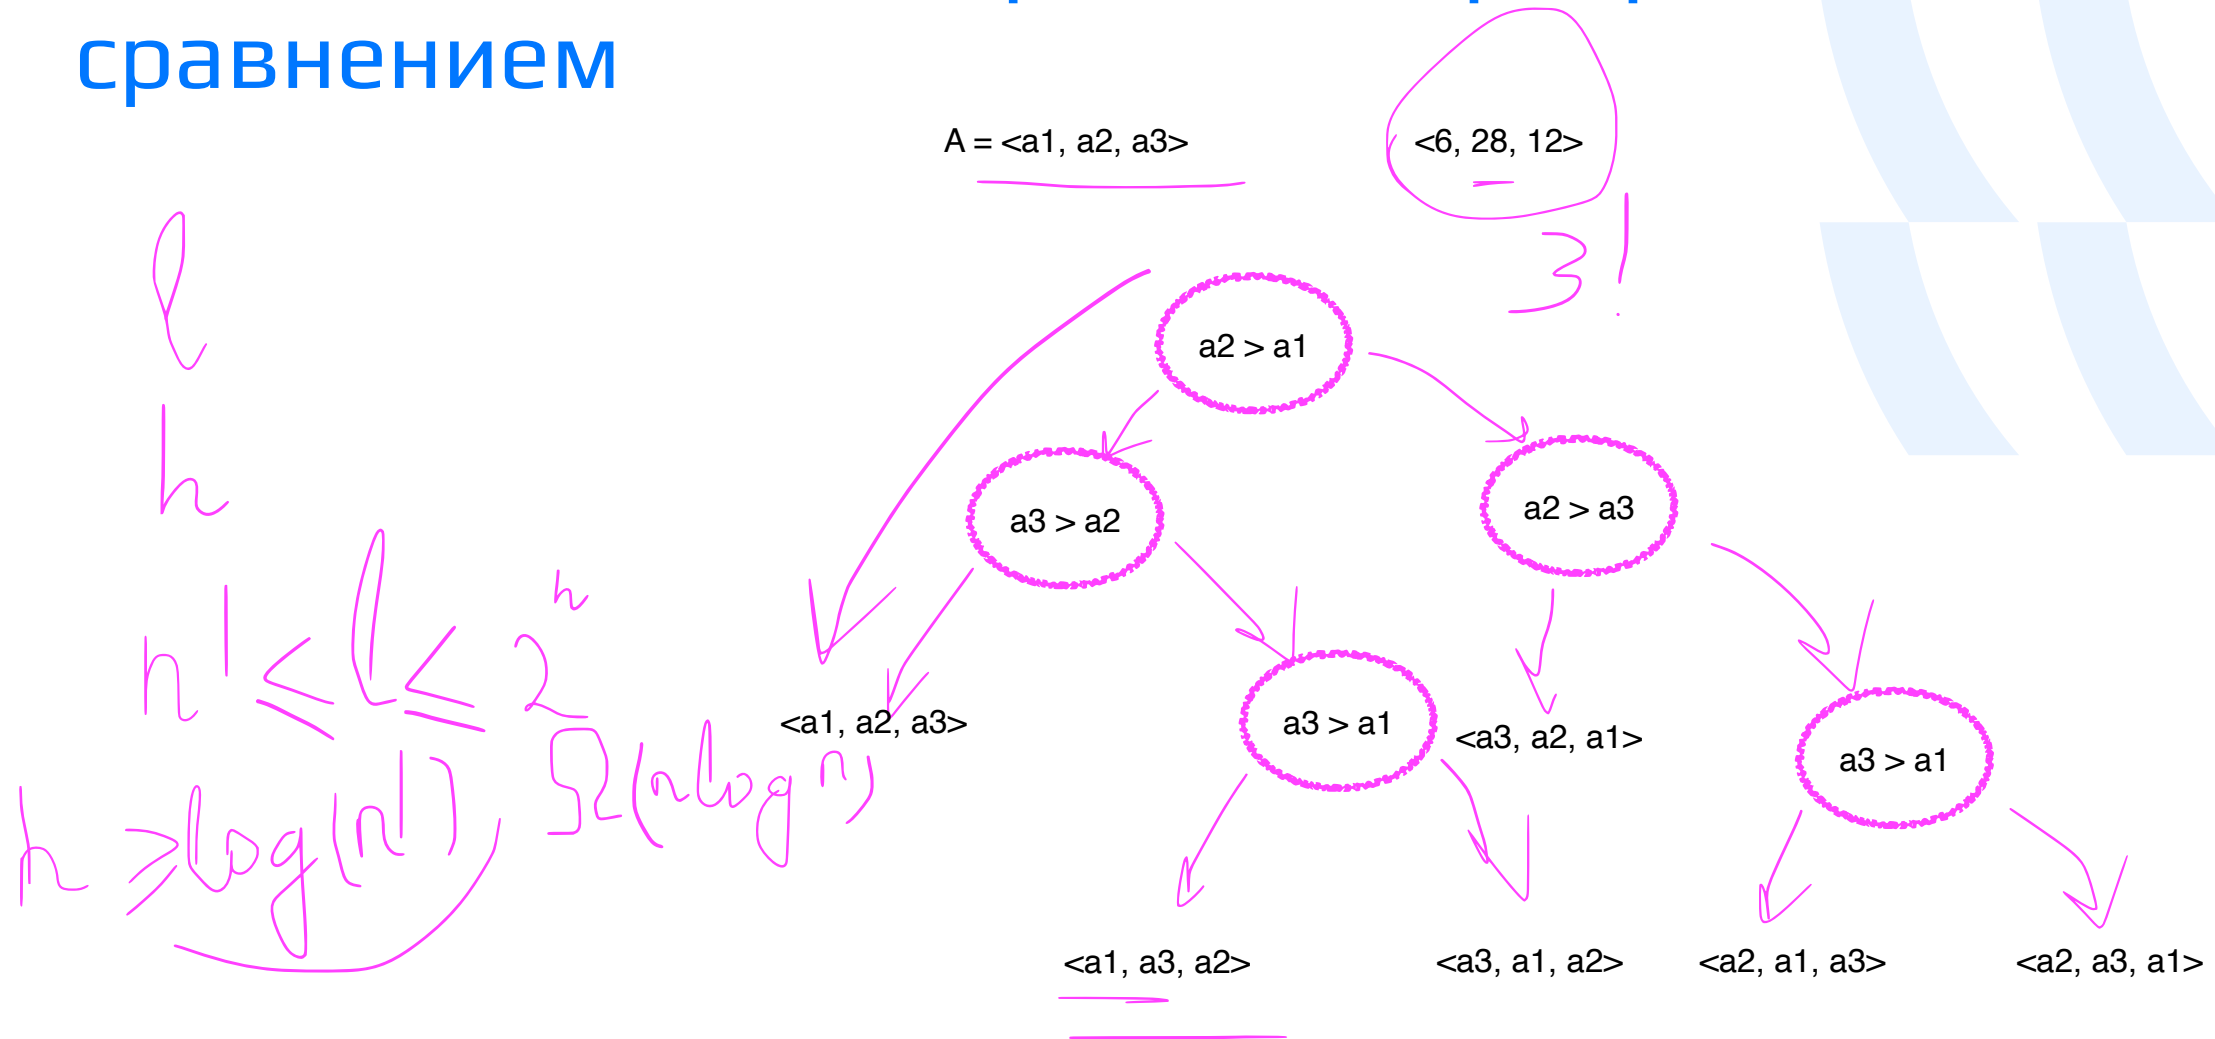 сравнением
A = <a1, a2, a3>
<6, 28, 12>
3!
l
h
a2 > a1
a3 > a2
a2 > a3
n! ≤ l ≤ 2^h
<a1, a2, a3>
a3 > a1
<a3, a2, a1>
a3 > a1
h ≥ log(n!), Ω(n log n)
<a1, a3, a2>
<a3, a1, a2>
<a2, a1, a3>
<a2, a3, a1>